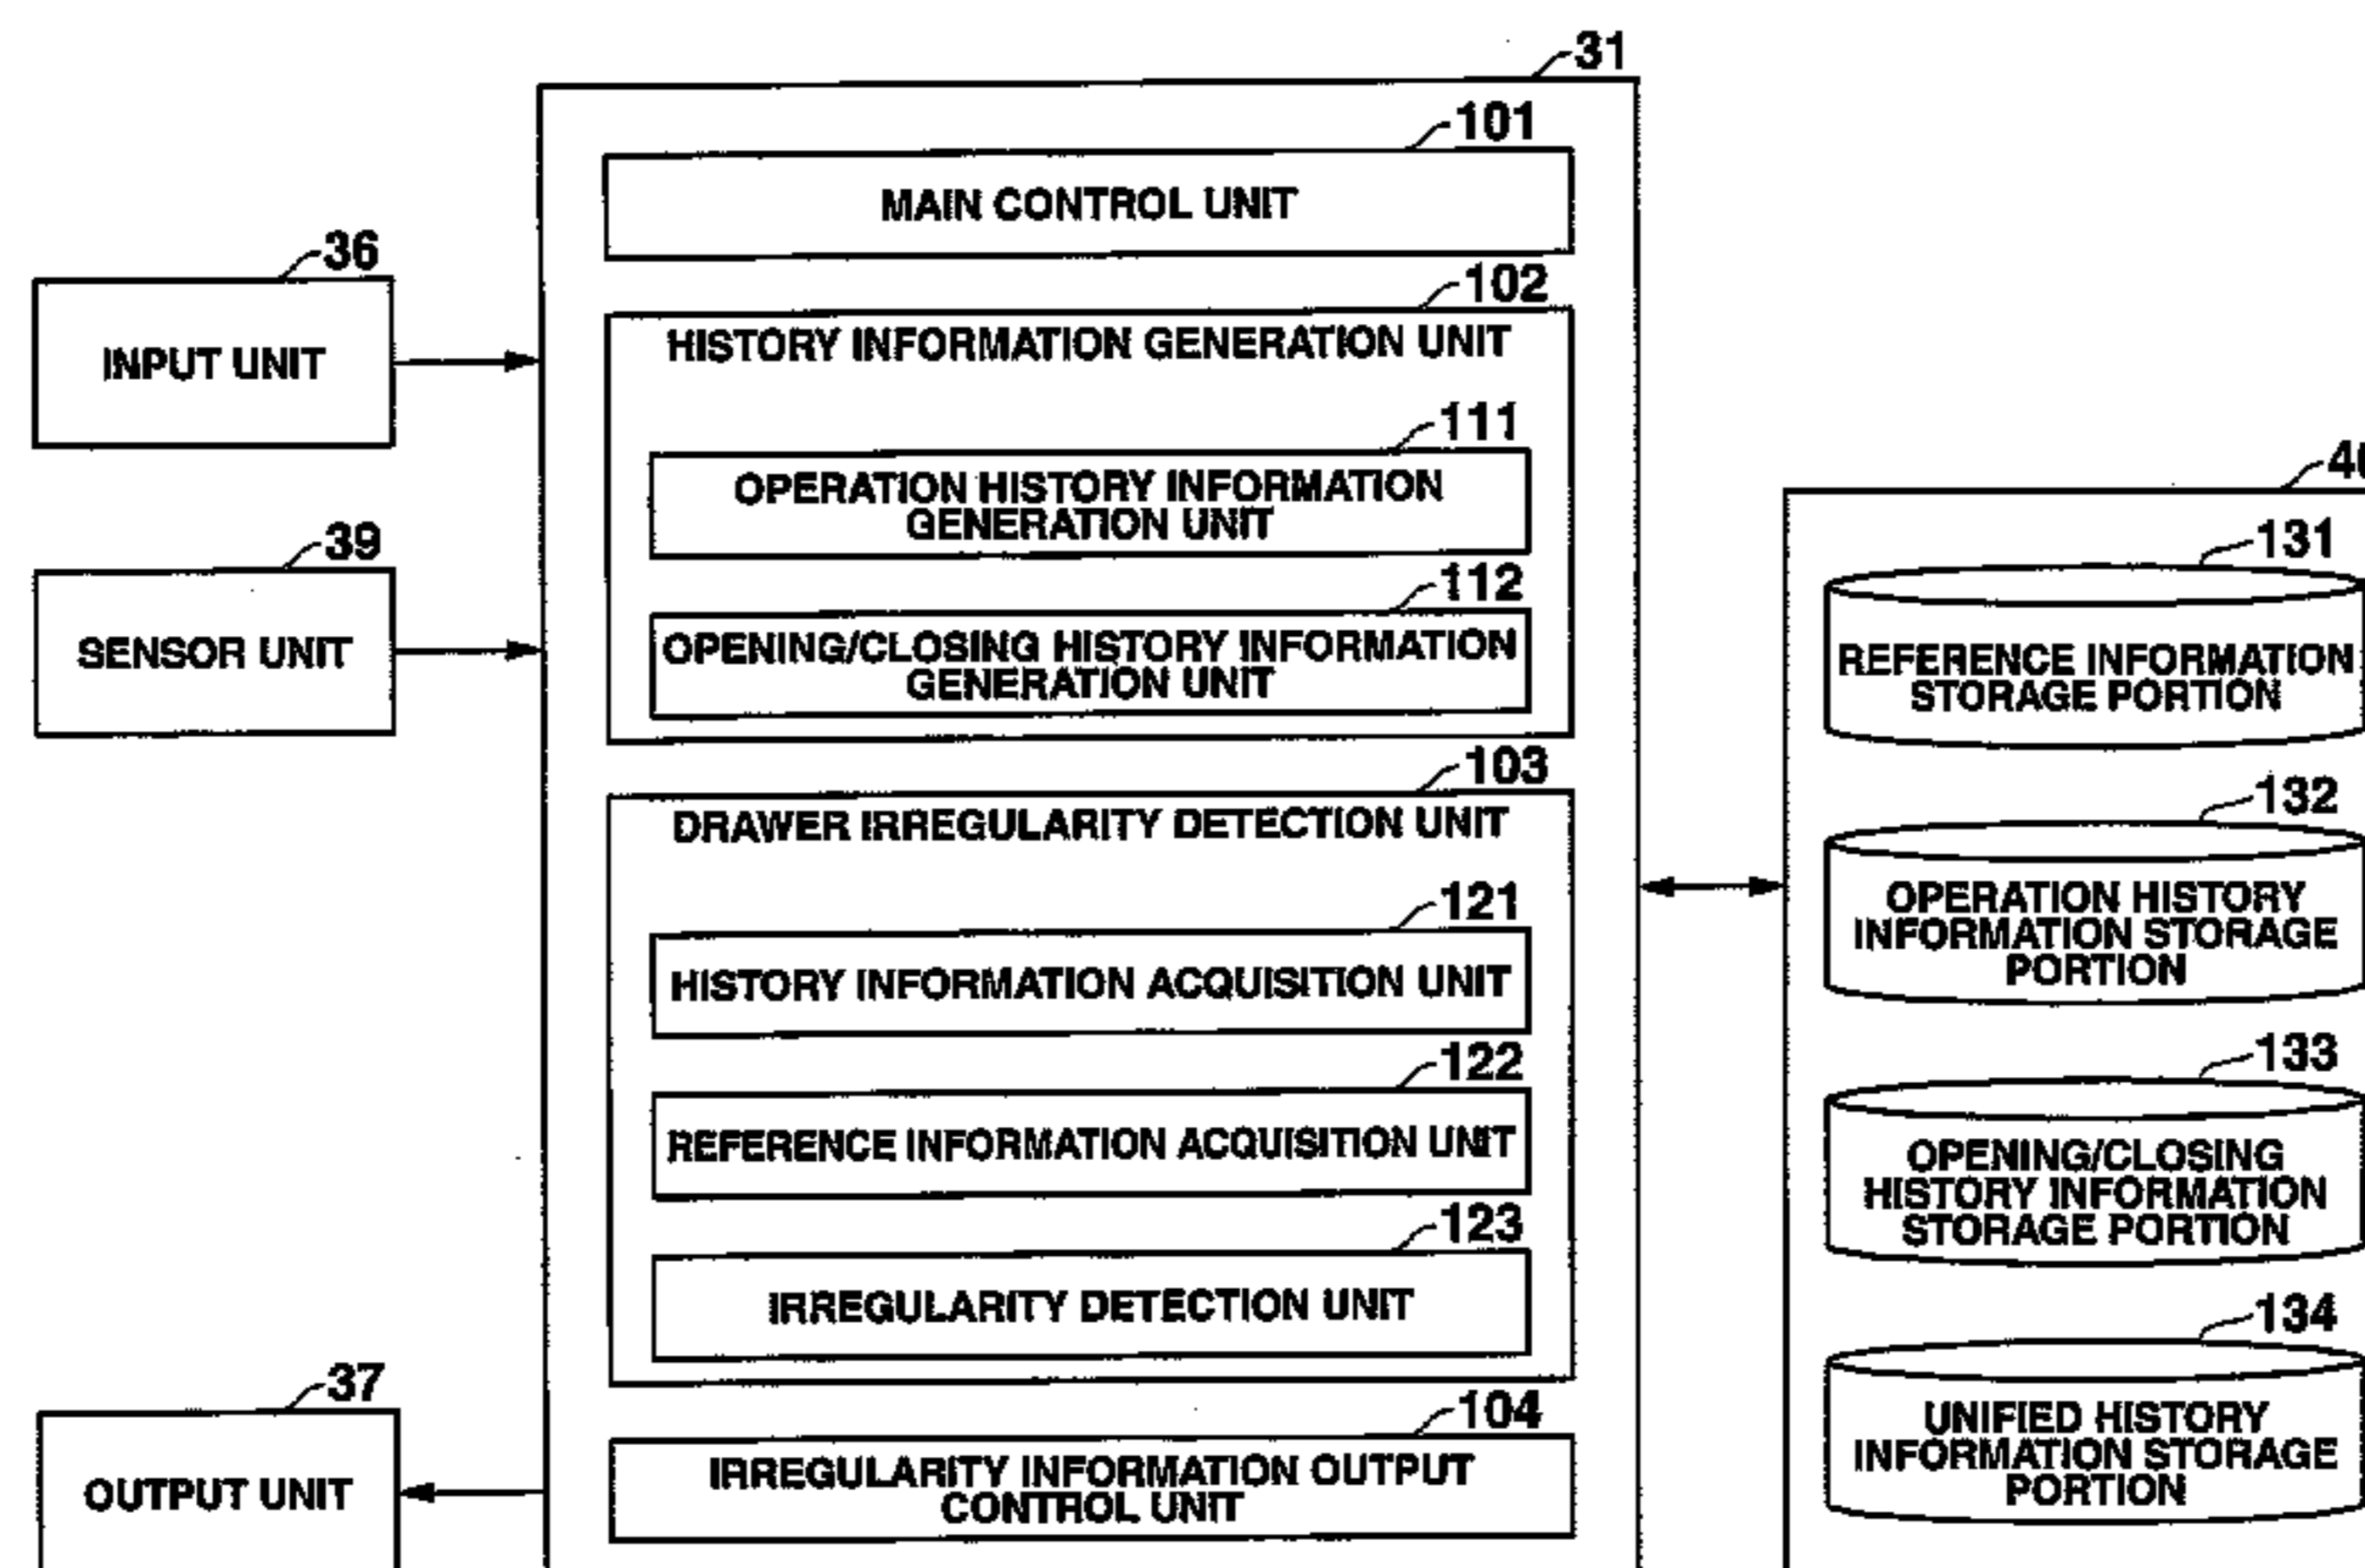 31
101
MAIN CONTROL UNIT
36
INPUT UNIT
102
HISTORY INFORMATION GENERATION UNIT
111
OPERATION HISTORY INFORMATION
GENERATION UNIT
39
SENSOR UNIT
112
OPENING/CLOSING HISTORY INFORMATION
GENERATION UNIT
103
DRAWER IRREGULARITY DETECTION UNIT
121
HISTORY INFORMATION ACQUISITION UNIT
122
REFERENCE INFORMATION ACQUISITION UNIT
123
IRREGULARITY DETECTION UNIT
37
OUTPUT UNIT
104
IRREGULARITY INFORMATION OUTPUT
CONTROL UNIT
131
REFERENCE INFORMATION
STORAGE PORTION
132
OPERATION HISTORY
INFORMATION STORAGE
PORTION
133
OPENING/CLOSING
HISTORY INFORMATION
STORAGE PORTION
134
UNIFIED HISTORY
INFORMATION STORAGE
PORTION